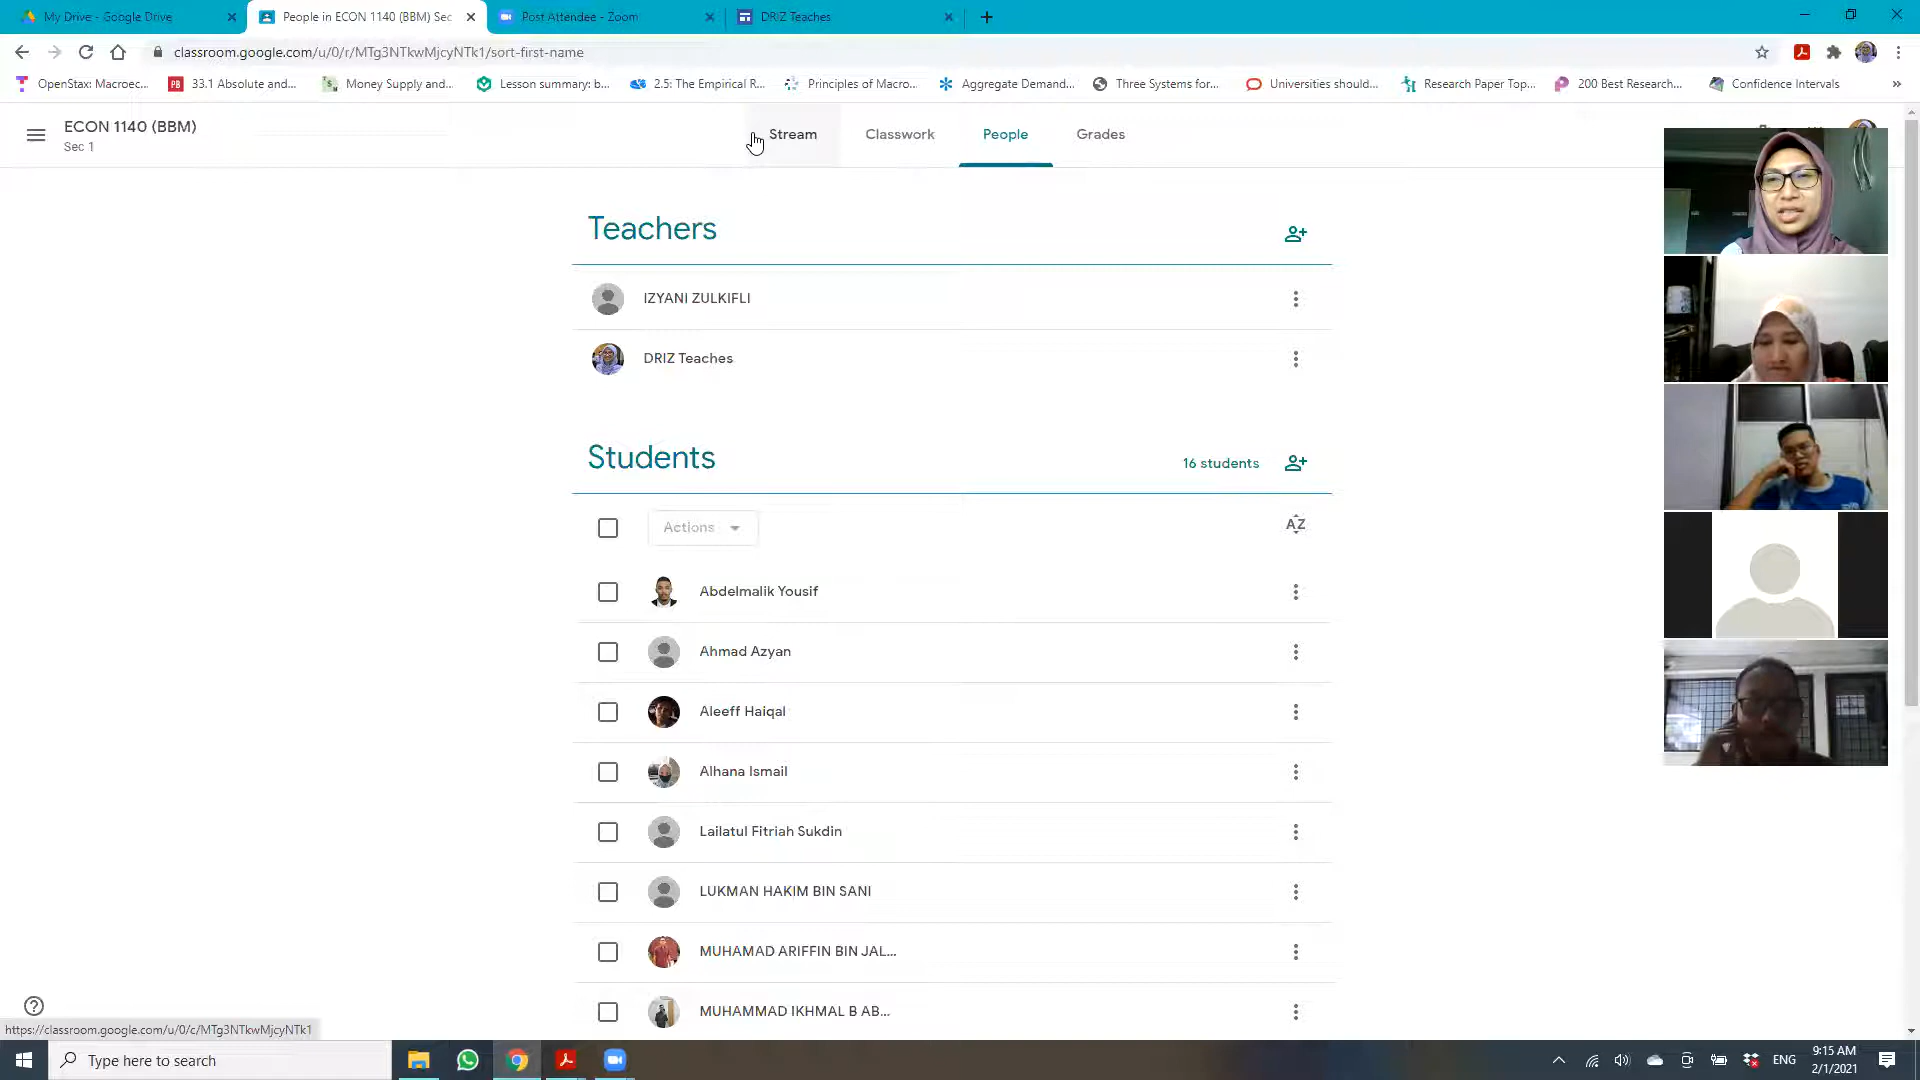 My Drive - Google Drive
People in ECON 1140 (BBM) Sec
Post Attendee - Zoom
DRIZ Teaches
classroom.google.com/u/0/r/MTg3NTkwMjcyNTk1/sort-first-name
OpenStax: Macroec...
33.1 Absolute and...
Money Supply and...
Lesson summary: b...
2.5: The Empirical R...
Principles of Macro...
Aggregate Demand...
Three Systems for...
Universities should...
Research Paper Top...
200 Best Research...
Confidence Intervals
ECON 1140 (BBM)
Sec 1
Stream
Classwork
People
Grades
Teachers
IZYANI ZULKIFLI
DRIZ Teaches
Students
16 students
Actions
AZ
Abdelmalik Yousif
Ahmad Azyan
Aleeff Haiqal
Alhana Ismail
Lailatul Fitriah Sukdin
LUKMAN HAKIM BIN SANI
MUHAMAD ARIFFIN BIN JAL...
MUHAMMAD IKHMAL B AB...
https://classroom.google.com/u/0/c/MTg3NTkwMjcyNTk1
Type here to search
ENG
9:15 AM
2/1/2021